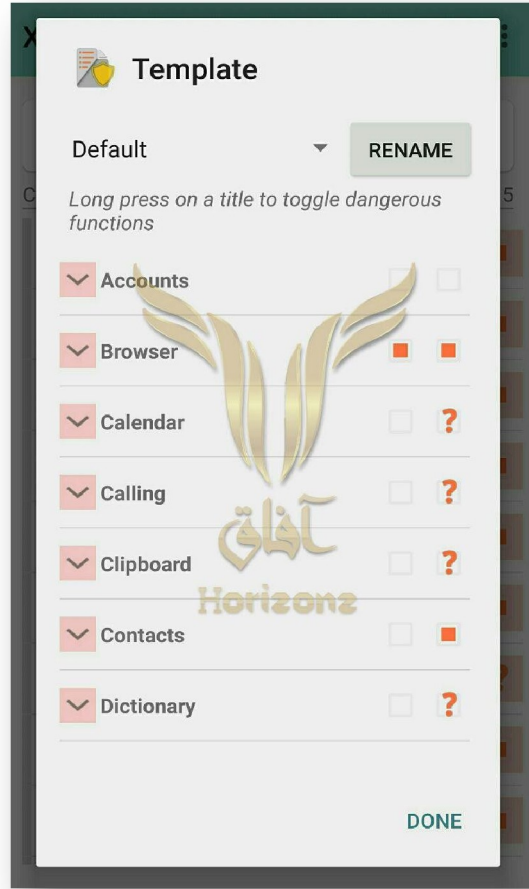 X
Template
Default
RENAME
Long press on a title to toggle dangerous
functions
Accounts
Browser
Calendar
?
Calling
?
Clipboard
?
Contacts
Dictionary
?
آفاق
Horizons
DONE
C
5
?